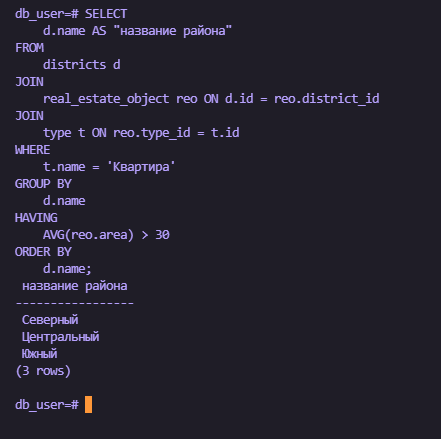 db_user=# SELECT
    d.name AS "название района"
FROM
    districts d
JOIN
    real_estate_object reo ON d.id = reo.district_id
JOIN
    type t ON reo.type_id = t.id
WHERE
    t.name = 'Квартира'
GROUP BY
    d.name
HAVING
    AVG(reo.area) > 30
ORDER BY
    d.name;
 название района
-----------------
 Северный
 Центральный
 Южный
(3 rows)

db_user=#